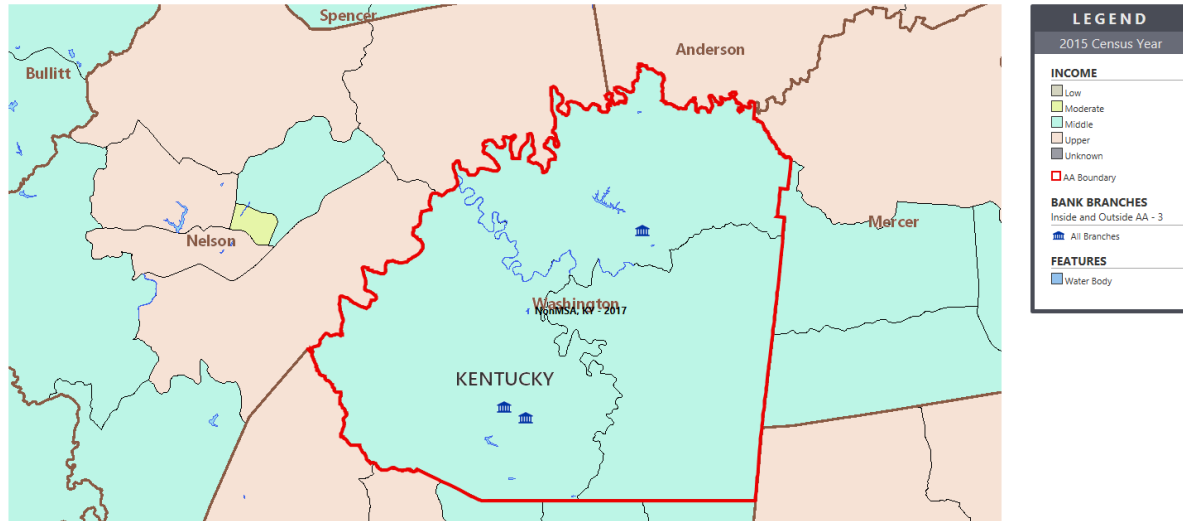 Spencer
Anderson
Bullitt
Nelson
Mercer
Washington
NonMSA, KY - 2017
KENTUCKY
LEGEND
2015 Census Year
INCOME
Low
Moderate
Middle
Upper
Unknown
AA Boundary
BANK BRANCHES
Inside and Outside AA - 3
All Branches
FEATURES
Water Body